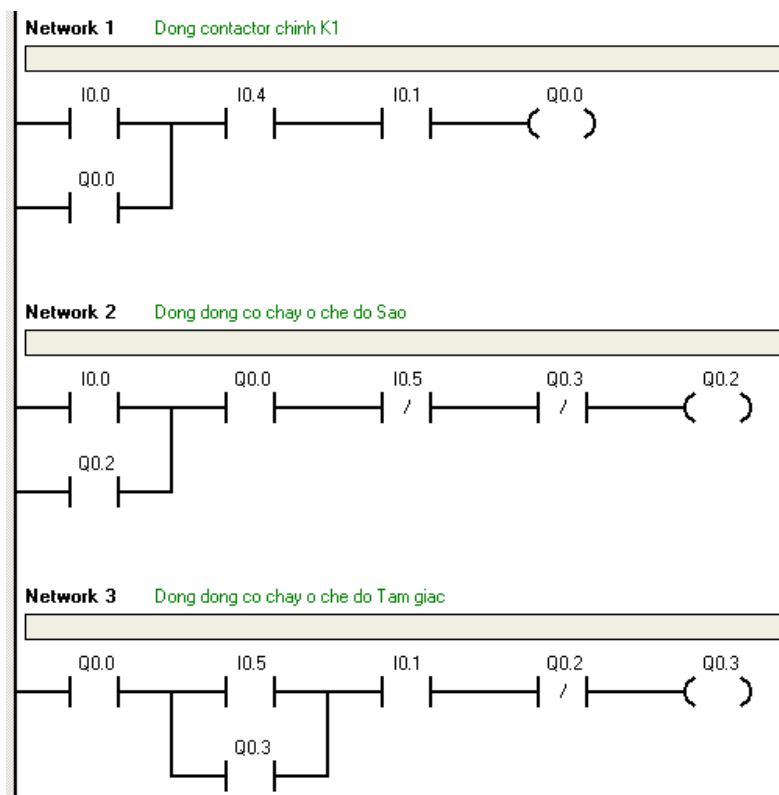 Network 1 Dong contactor chinh K1
I0.0 I0.4 I0.1 Q0.0
Q0.0
Network 2 Dong dong co chay o che do Sao
I0.0 Q0.0 I0.5 Q0.3 Q0.2
Q0.2
Network 3 Dong dong co chay o che do Tam giac
Q0.0 I0.5 I0.1 Q0.2 Q0.3
Q0.3